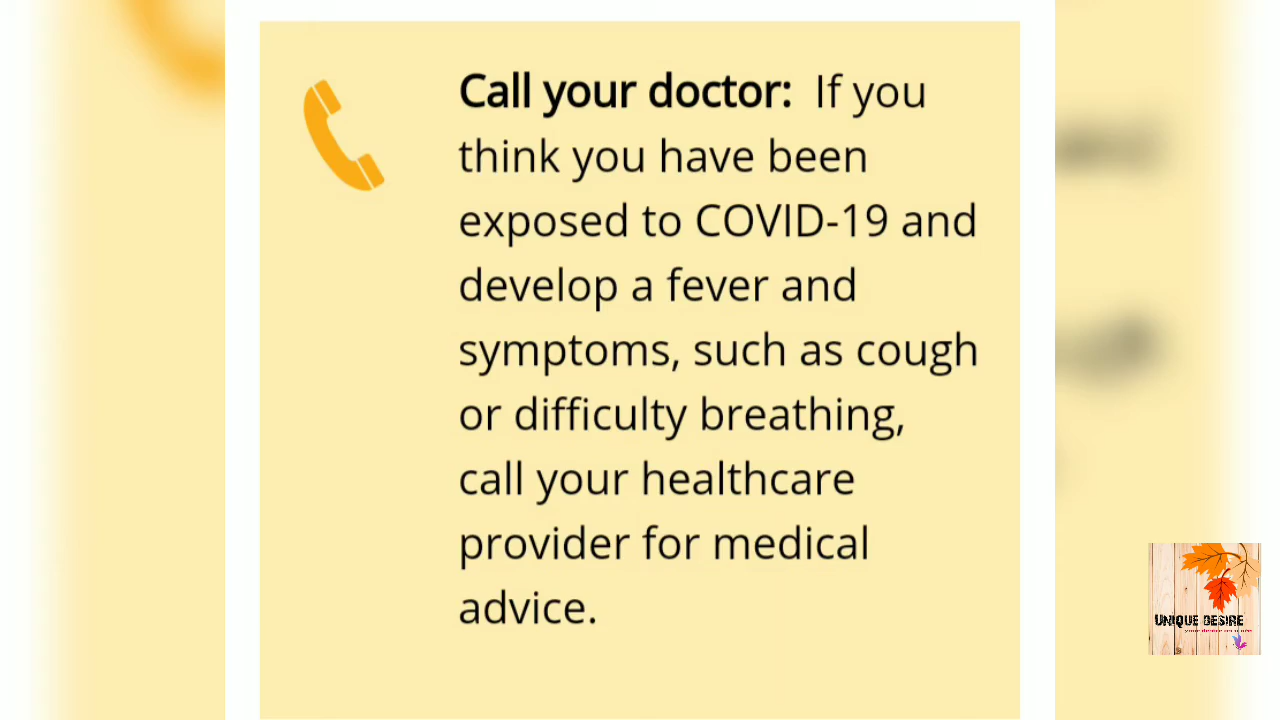 Call your doctor: If you
think you have been
exposed to COVID-19 and
develop a fever and
symptoms, such as cough
or difficulty breathing,
call your healthcare
provider for medical
advice.
UNIQUE DESIRE